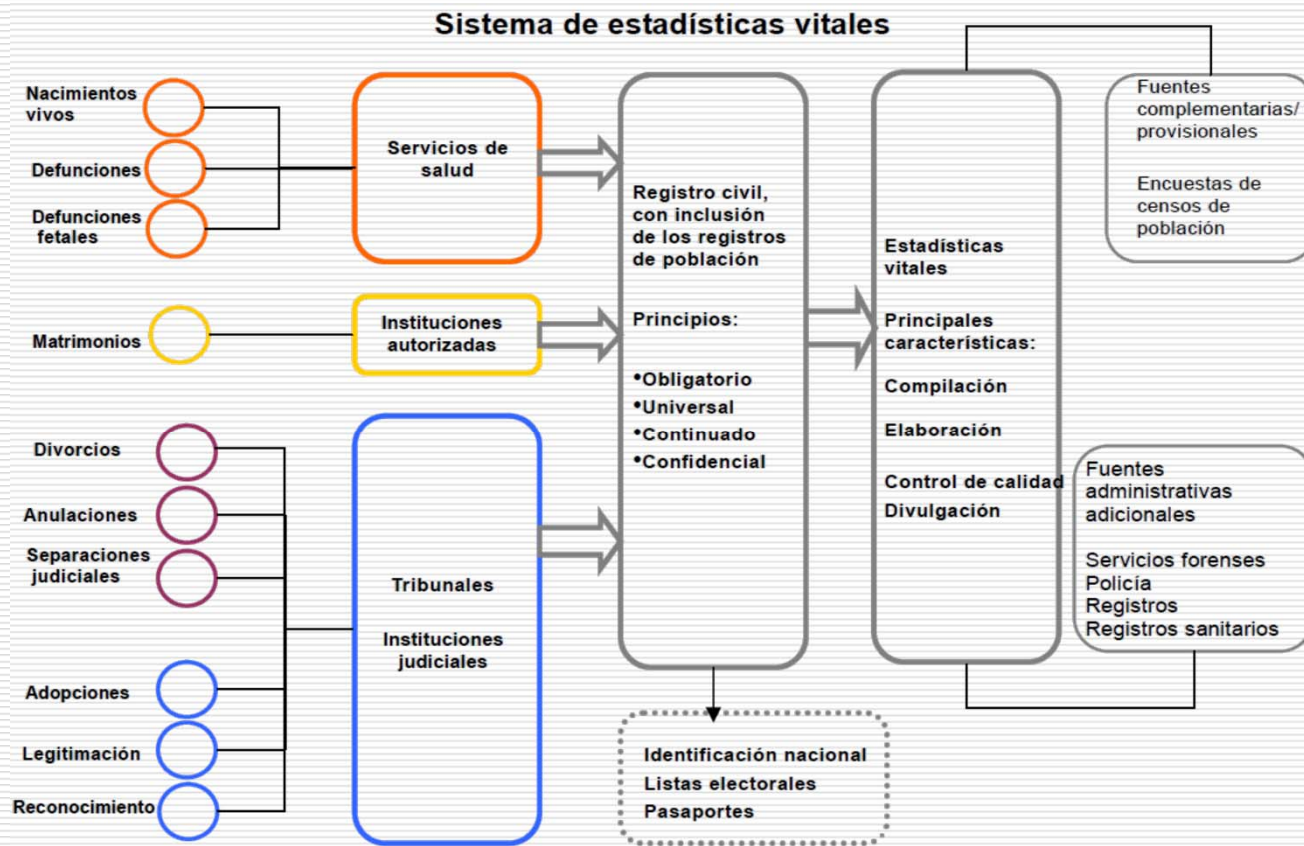 Sistema de estadísticas vitales
Nacimientos
vivos
Defunciones
Defunciones
fetales
Matrimonios
Divorcios
Anulaciones
Separaciones
judiciales
Adopciones
Legitimación
Reconocimiento
Servicios de
salud
Instituciones
autorizadas
Tribunales
Instituciones
judiciales
Registro civil,
con inclusión
de los registros
de población
Principios:
•Obligatorio
•Universal
•Continuado
•Confidencial
Identificación nacional
Listas electorales
Pasaportes
Estadísticas
vitales
Principales
características:
Compilación
Elaboración
Control de calidad
Divulgación
Fuentes
complementarias/
provisionales
Encuestas de
censos de
población
Fuentes
administrativas
adicionales
Servicios forenses
Policía
Registros
Registros sanitarios